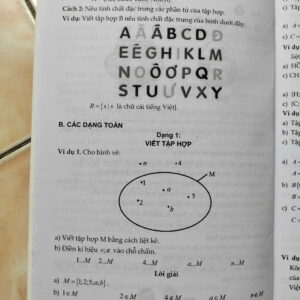 Cách 2: Nêu tính chất đặc trưng các phần tử của tập hợp.
Ví dụ: Viết tập hợp B nêu tính chất đặc trưng của hình dưới đây.
A Ă Â B C D Đ
E Ê G H I K L M
N O Ô Ơ P Q R
S T U Ư V X Y
B = {x | x là chữ cái tiếng Việt}.
B. CÁC DẠNG TOÁN
Dạng 1:
VIẾT TẬP HỢP
Ví dụ 1. Cho hình vẽ:
n 4
M
1 a
2 b 5
a) Viết tập hợp M bằng cách liệt kê.
b) Điền kí hiệu ∈; ∉ vào chỗ chấm.
1...M 2...M 4...M a...M n...M
Lời giải
a) M = {1;2;5;a;b}.
b) 1∈M 2∈M 4∉M a∈M n∉M